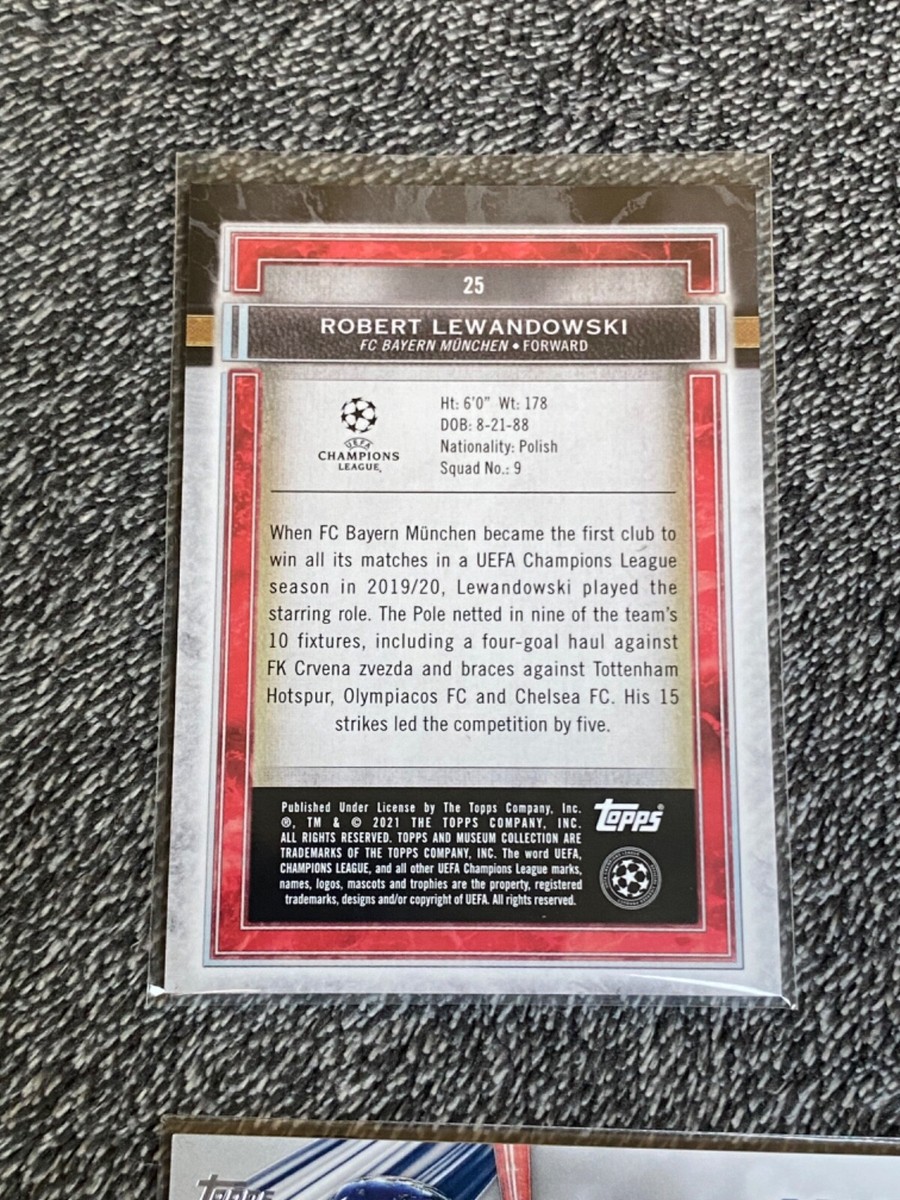 25
ROBERT LEWANDOWSKI
FC BAYERN MÜNCHEN • FORWARD
UEFA
CHAMPIONS
LEAGUE
Ht: 6'0" Wt: 178
DOB: 8-21-88
Nationality: Polish
Squad No.: 9
When FC Bayern München became the first club to
win all its matches in a UEFA Champions League
season in 2019/20, Lewandowski played the
starring role. The Pole netted in nine of the team's
10 fixtures, including a four-goal haul against
FK Crvena zvezda and braces against Tottenham
Hotspur, Olympiacos FC and Chelsea FC. His 15
strikes led the competition by five.
Published Under License by The Topps Company, Inc.
®, TM & © 2021 THE TOPPS COMPANY, INC.
ALL RIGHTS RESERVED. TOPPS AND MUSEUM COLLECTION ARE
TRADEMARKS OF THE TOPPS COMPANY, INC. The word UEFA,
CHAMPIONS LEAGUE, and all other UEFA Champions League marks,
names, logos, mascots and trophies are the property, registered
trademarks, designs and/or copyright of UEFA. All rights reserved.
Topps®
Topps